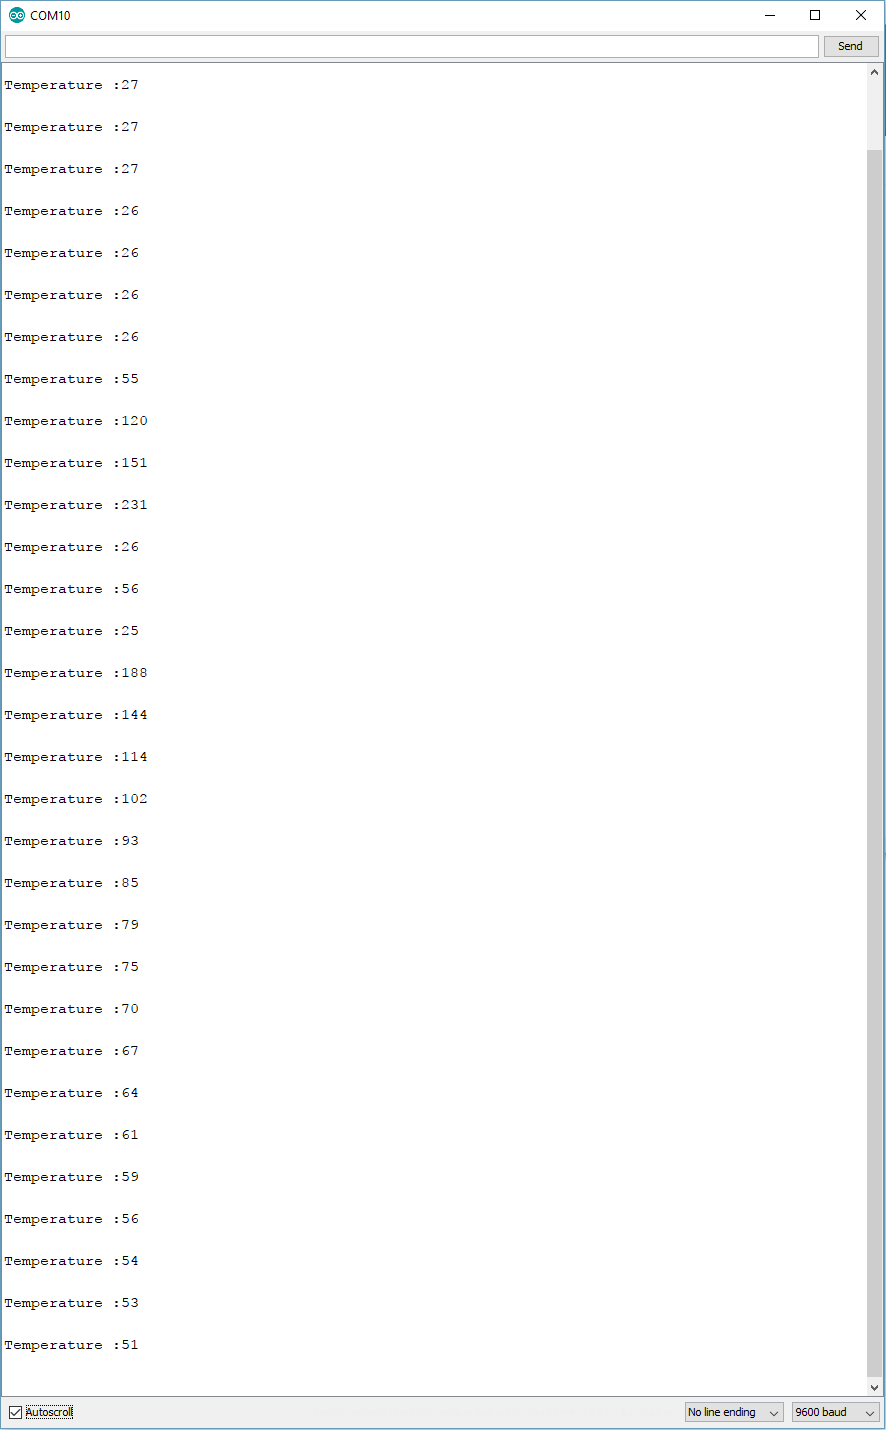 COM10
Send
Temperature :27
Temperature :27
Temperature :27
Temperature :26
Temperature :26
Temperature :26
Temperature :26
Temperature :55
Temperature :120
Temperature :151
Temperature :231
Temperature :26
Temperature :56
Temperature :25
Temperature :188
Temperature :144
Temperature :114
Temperature :102
Temperature :93
Temperature :85
Temperature :79
Temperature :75
Temperature :70
Temperature :67
Temperature :64
Temperature :61
Temperature :59
Temperature :56
Temperature :54
Temperature :53
Temperature :51
Autoscroll No line ending 9600 baud